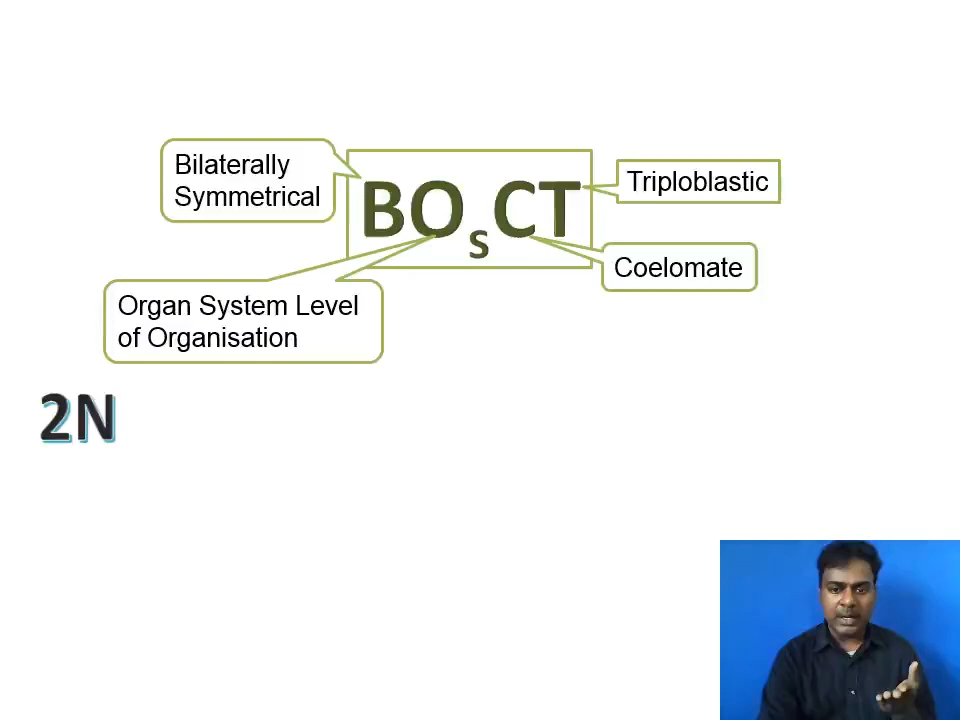 Bilaterally
Symmetrical
BOsCT
Triploblastic
Coelomate
Organ System Level
of Organisation
2N